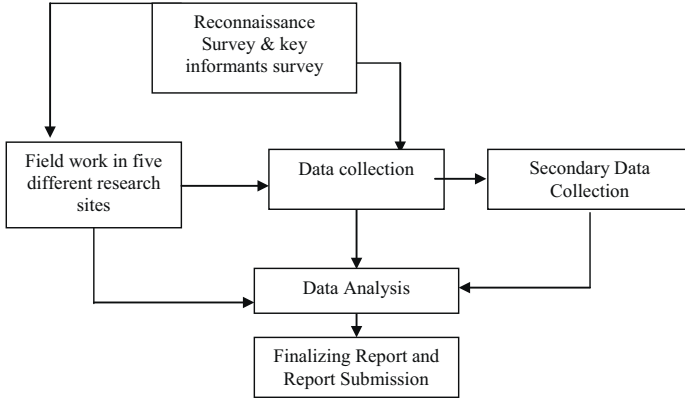 Reconnaissance
Survey & key
informants survey
Field work in five
different research
sites
Data collection
Secondary Data
Collection
Data Analysis
Finalizing Report and
Report Submission